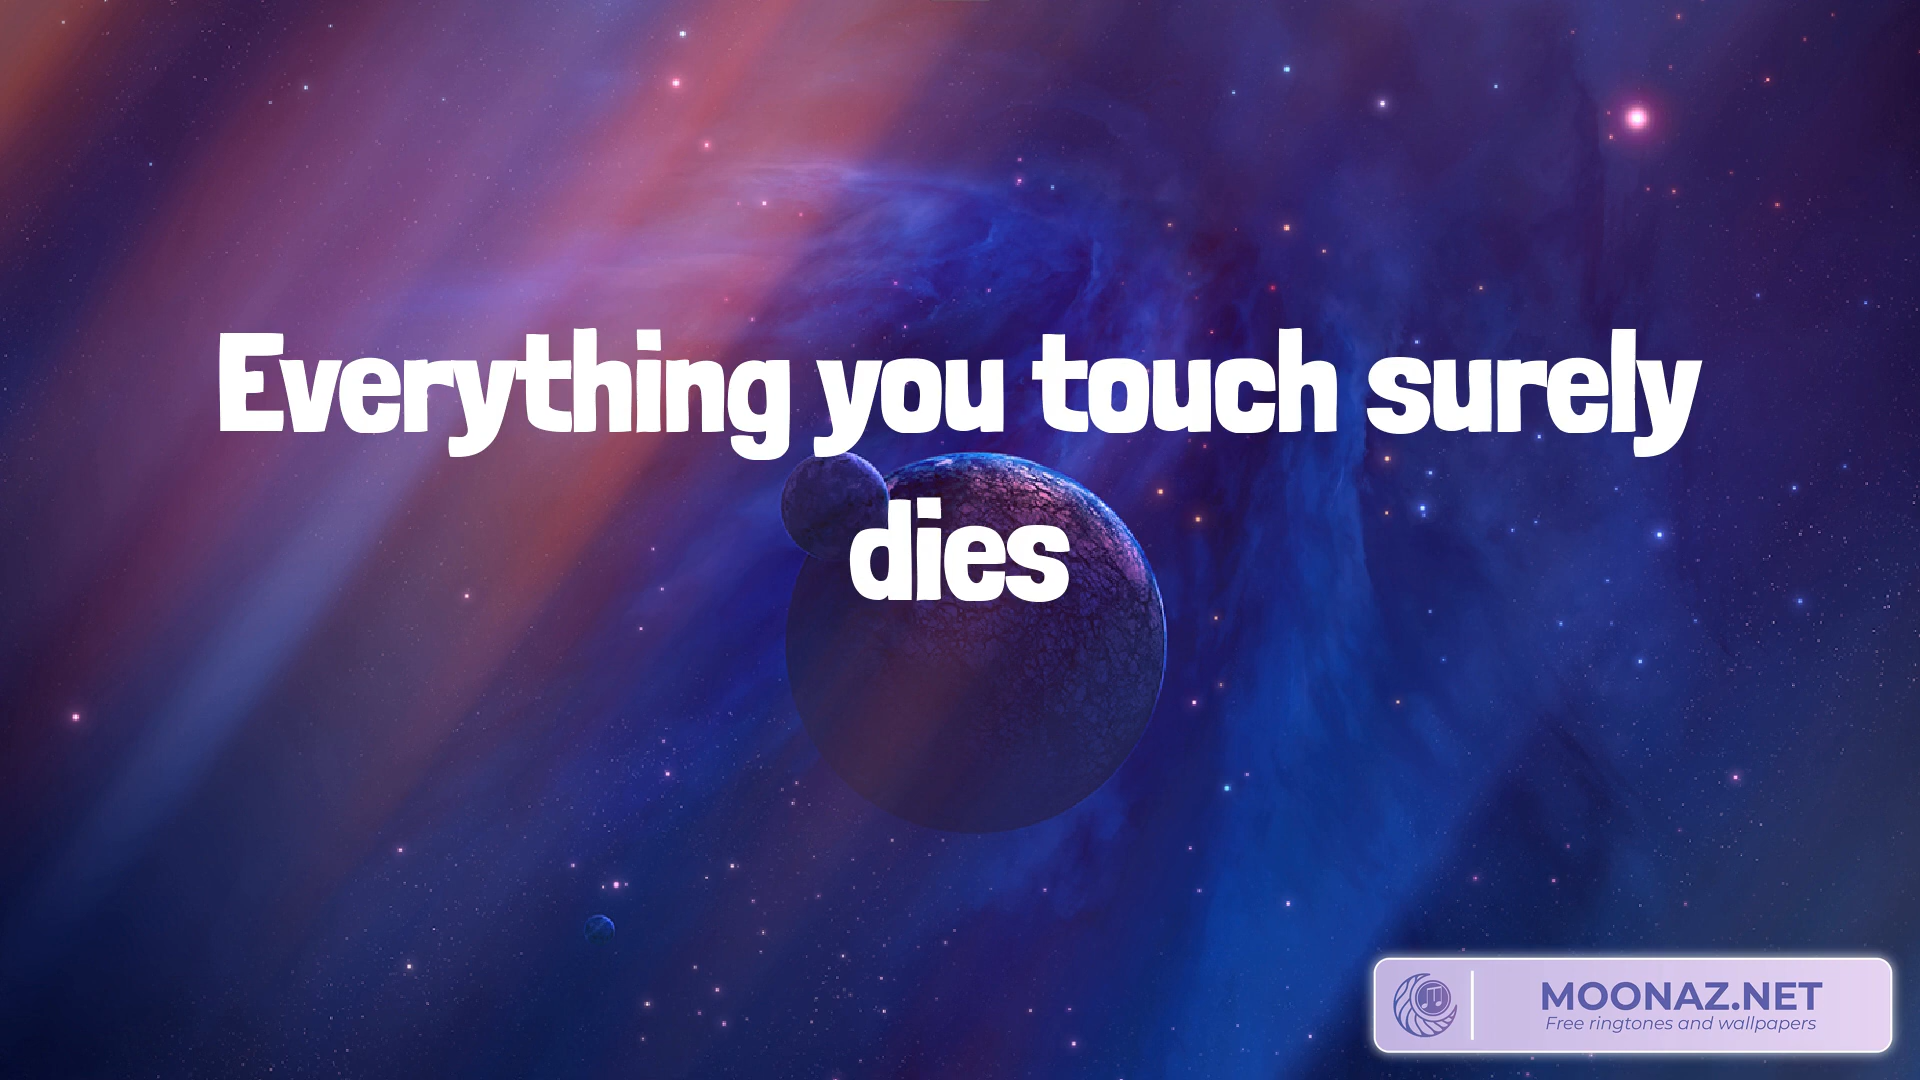 Everything you touch surely
dies
MOONAZ.NET
Free ringtones and wallpapers